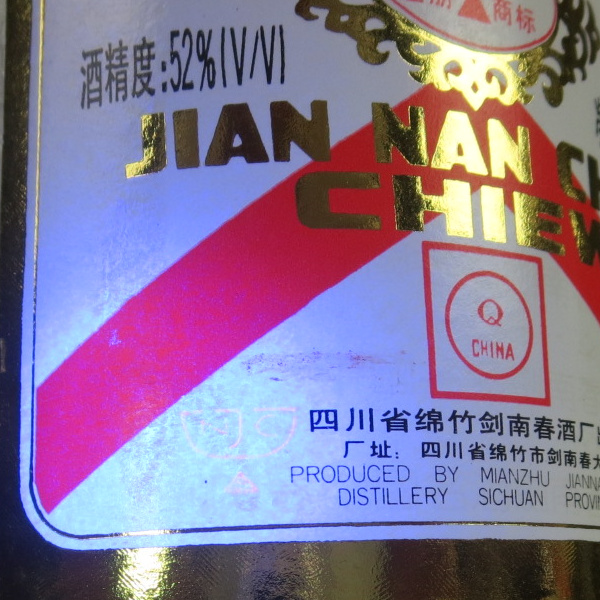 商标
酒精度:52%(V/V)
JIAN NAN
CHIEW
Q
CHINA
四川省绵竹剑南春酒厂
厂址：四川省绵竹市剑南春
PRODUCED BY MIANZHU
DISTILLERY SICHUAN